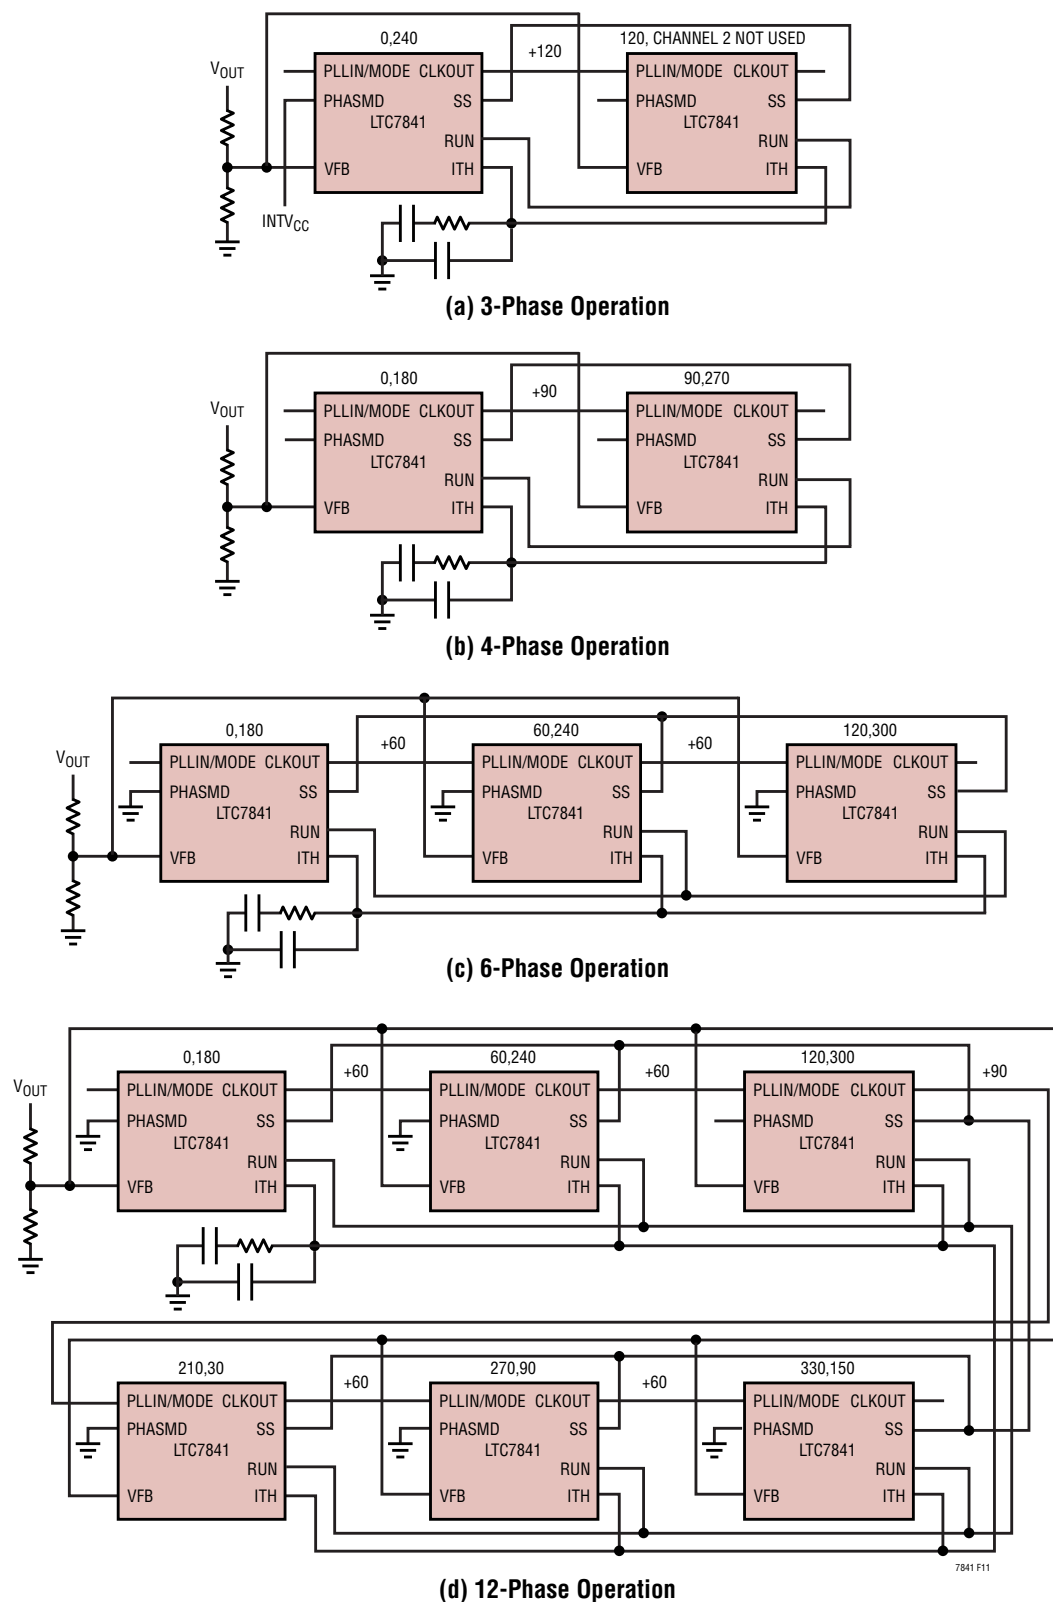 0,240
+120
120, CHANNEL 2 NOT USED
VOUT
PLLIN/MODE CLKOUT
PHASMD SS
LTC7841
RUN
VFB ITH
INTVCC
PLLIN/MODE CLKOUT
PHASMD SS
LTC7841
RUN
VFB ITH
(a) 3-Phase Operation
0,180
+90
90,270
VOUT
PLLIN/MODE CLKOUT
PHASMD SS
LTC7841
RUN
VFB ITH
PLLIN/MODE CLKOUT
PHASMD SS
LTC7841
RUN
VFB ITH
(b) 4-Phase Operation
0,180
+60
60,240
+60
120,300
VOUT
PLLIN/MODE CLKOUT
PHASMD SS
LTC7841
RUN
VFB ITH
PLLIN/MODE CLKOUT
PHASMD SS
LTC7841
RUN
VFB ITH
PLLIN/MODE CLKOUT
PHASMD SS
LTC7841
RUN
VFB ITH
(c) 6-Phase Operation
0,180
+60
60,240
+60
120,300
+90
VOUT
PLLIN/MODE CLKOUT
PHASMD SS
LTC7841
RUN
VFB ITH
PLLIN/MODE CLKOUT
PHASMD SS
LTC7841
RUN
VFB ITH
PLLIN/MODE CLKOUT
PHASMD SS
LTC7841
RUN
VFB ITH
210,30
+60
270,90
+60
330,150
PLLIN/MODE CLKOUT
PHASMD SS
LTC7841
RUN
VFB ITH
PLLIN/MODE CLKOUT
PHASMD SS
LTC7841
RUN
VFB ITH
PLLIN/MODE CLKOUT
PHASMD SS
LTC7841
RUN
VFB ITH
7841 F11
(d) 12-Phase Operation